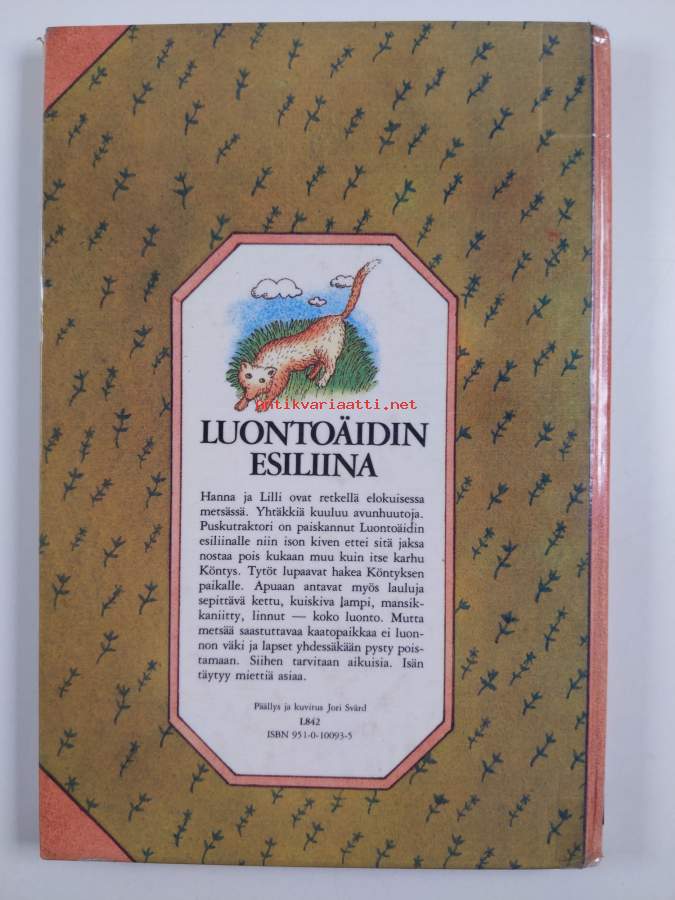 antikvariaatti.net
LUONTOÄIDIN
ESILIINA
Hanna ja Lilli ovat retkellä elokuisessa
metsässä. Yhtäkkiä kuuluu avunhuutoja.
Puskutraktori on paiskannut Luontoäidin
esiliinalle niin ison kiven ettei sitä jaksa
nostaa pois kukaan muu kuin itse karhu
Köntys. Tytöt lupaavat hakea Köntyksen
paikalle. Apuaan antavat myös lauluja
sepittävä kettu, kuiskiva lampi, mansik-
kaniitty, linnut — koko luonto. Mutta
metsää saastuttavaa kaatopaikkaa ei luon-
non väki ja lapset yhdessäkään pysty pois-
tamaan. Siihen tarvitaan aikuisia. Isän
täytyy miettiä asiaa.
Päällys ja kuvitus Jori Svärd
L842
ISBN 951-0-10093-5